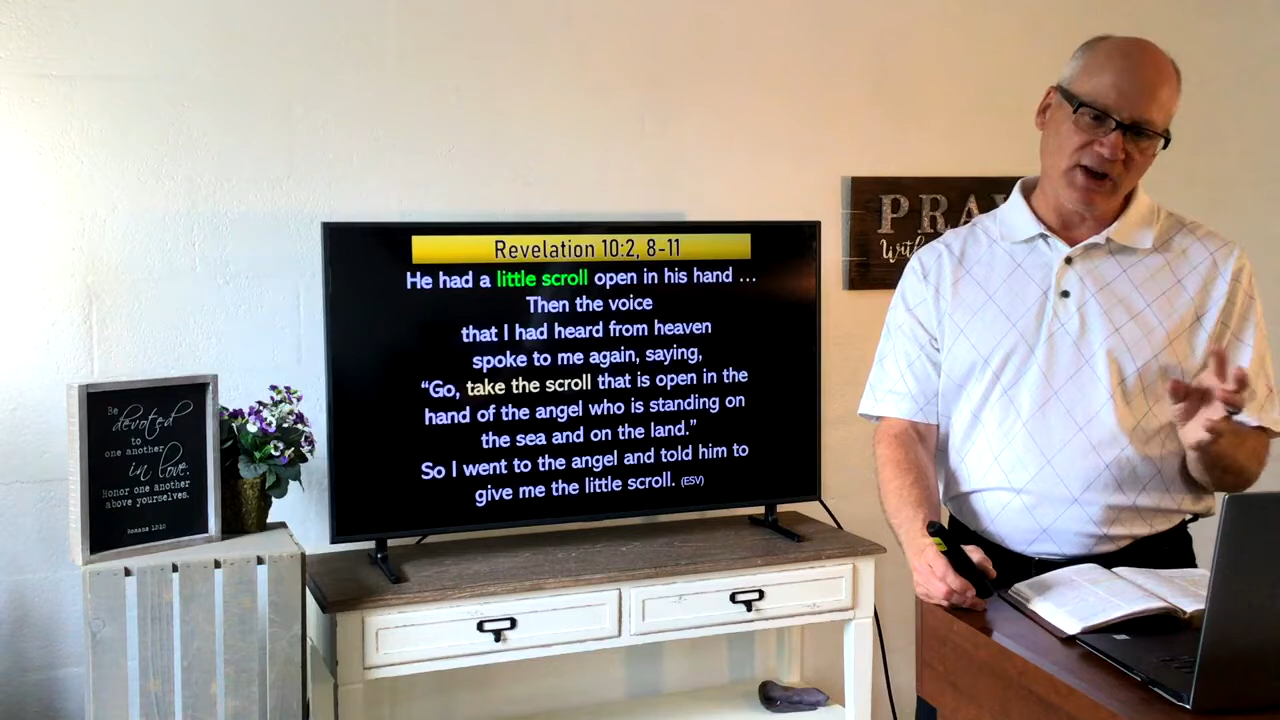 Revelation 10:2, 8-11
He had a little scroll open in his hand …
Then the voice
that I had heard from heaven
spoke to me again, saying,
“Go, take the scroll that is open in the
hand of the angel who is standing on
the sea and on the land.”
So I went to the angel and told him to
give me the little scroll. (ESV)
Be
devoted
to
one another
in love.
Honor one another
above yourselves.
Romans 12:10
PRAY